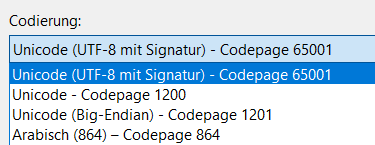 Codierung:
Unicode (UTF-8 mit Signatur) - Codepage 65001
Unicode (UTF-8 mit Signatur) - Codepage 65001
Unicode - Codepage 1200
Unicode (Big-Endian) - Codepage 1201
Arabisch (864) – Codepage 864